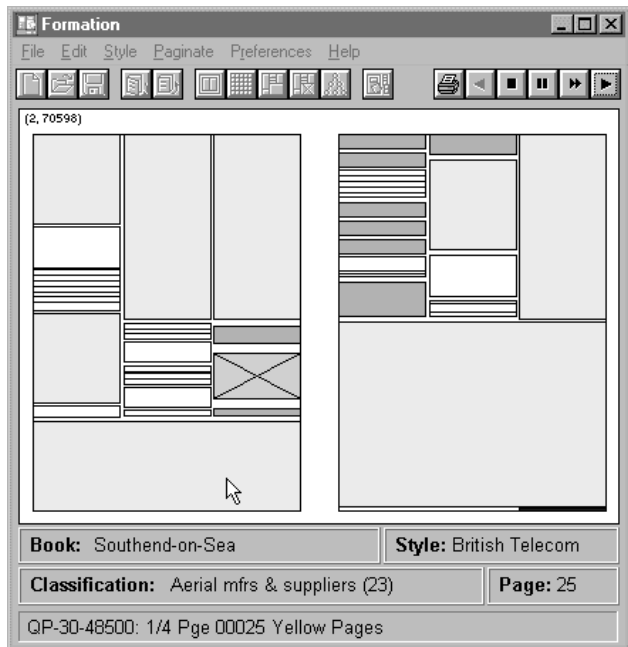 Formation
File Edit Style Paginate Preferences Help
(2, 70598)
Book: Southend-on-Sea Style: British Telecom
Classification: Aerial mfrs & suppliers (23) Page: 25
QP-30-48500: 1/4 Pge 00025 Yellow Pages